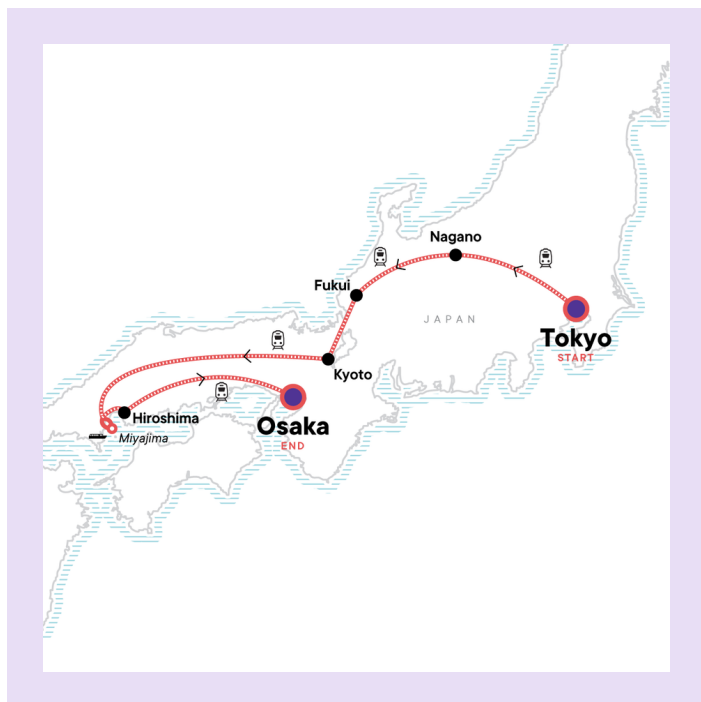 Nagano
Fukui
JAPAN
Tokyo
START
Kyoto
Hiroshima
Osaka
Miyajima
END